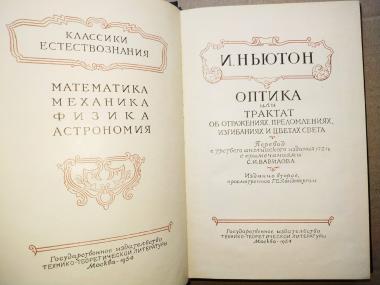 КЛАССИКИ
ЕСТЕСТВОЗНАНИЯ
МАТЕМАТИКА
МЕХАНИКА
ФИЗИКА
АСТРОНОМИЯ
Государственное издательство
ТЕХНИКО-ТЕОРЕТИЧЕСКОЙ ЛИТЕРАТУРЫ
Москва - 1954
И. НЬЮТОН
ОПТИКА
или
ТРАКТАТ
ОБ ОТРАЖЕНИЯХ, ПРЕЛОМЛЕНИЯХ,
ИЗГИБАНИЯХ И ЦВЕТАХ СВЕТА
Перевод
с третьего английского издания 1721 г.
с примечаниями
С. И. ВАВИЛОВА
Издание второе,
просмотренное Г. С. Ландсбергом
Государственное издательство
ТЕХНИКО-ТЕОРЕТИЧЕСКОЙ ЛИТЕРАТУРЫ
Москва - 1954